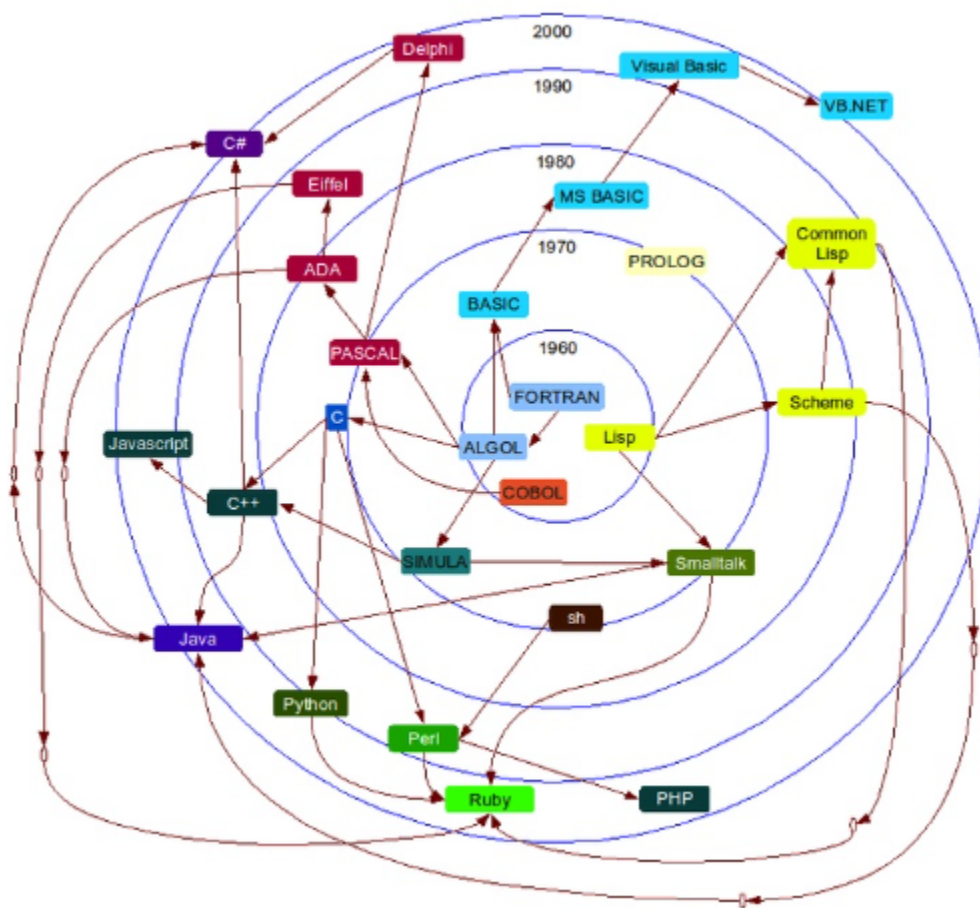 2000
Delphi
Visual Basic
1990
VB.NET
C#
1980
Eiffel
MS BASIC
Common
Lisp
1970
PROLOG
ADA
BASIC
1960
PASCAL
FORTRAN
Scheme
C
Lisp
Javascript
ALGOL
COBOL
C++
SIMULA
Smalltalk
sh
Java
Python
Perl
Ruby
PHP